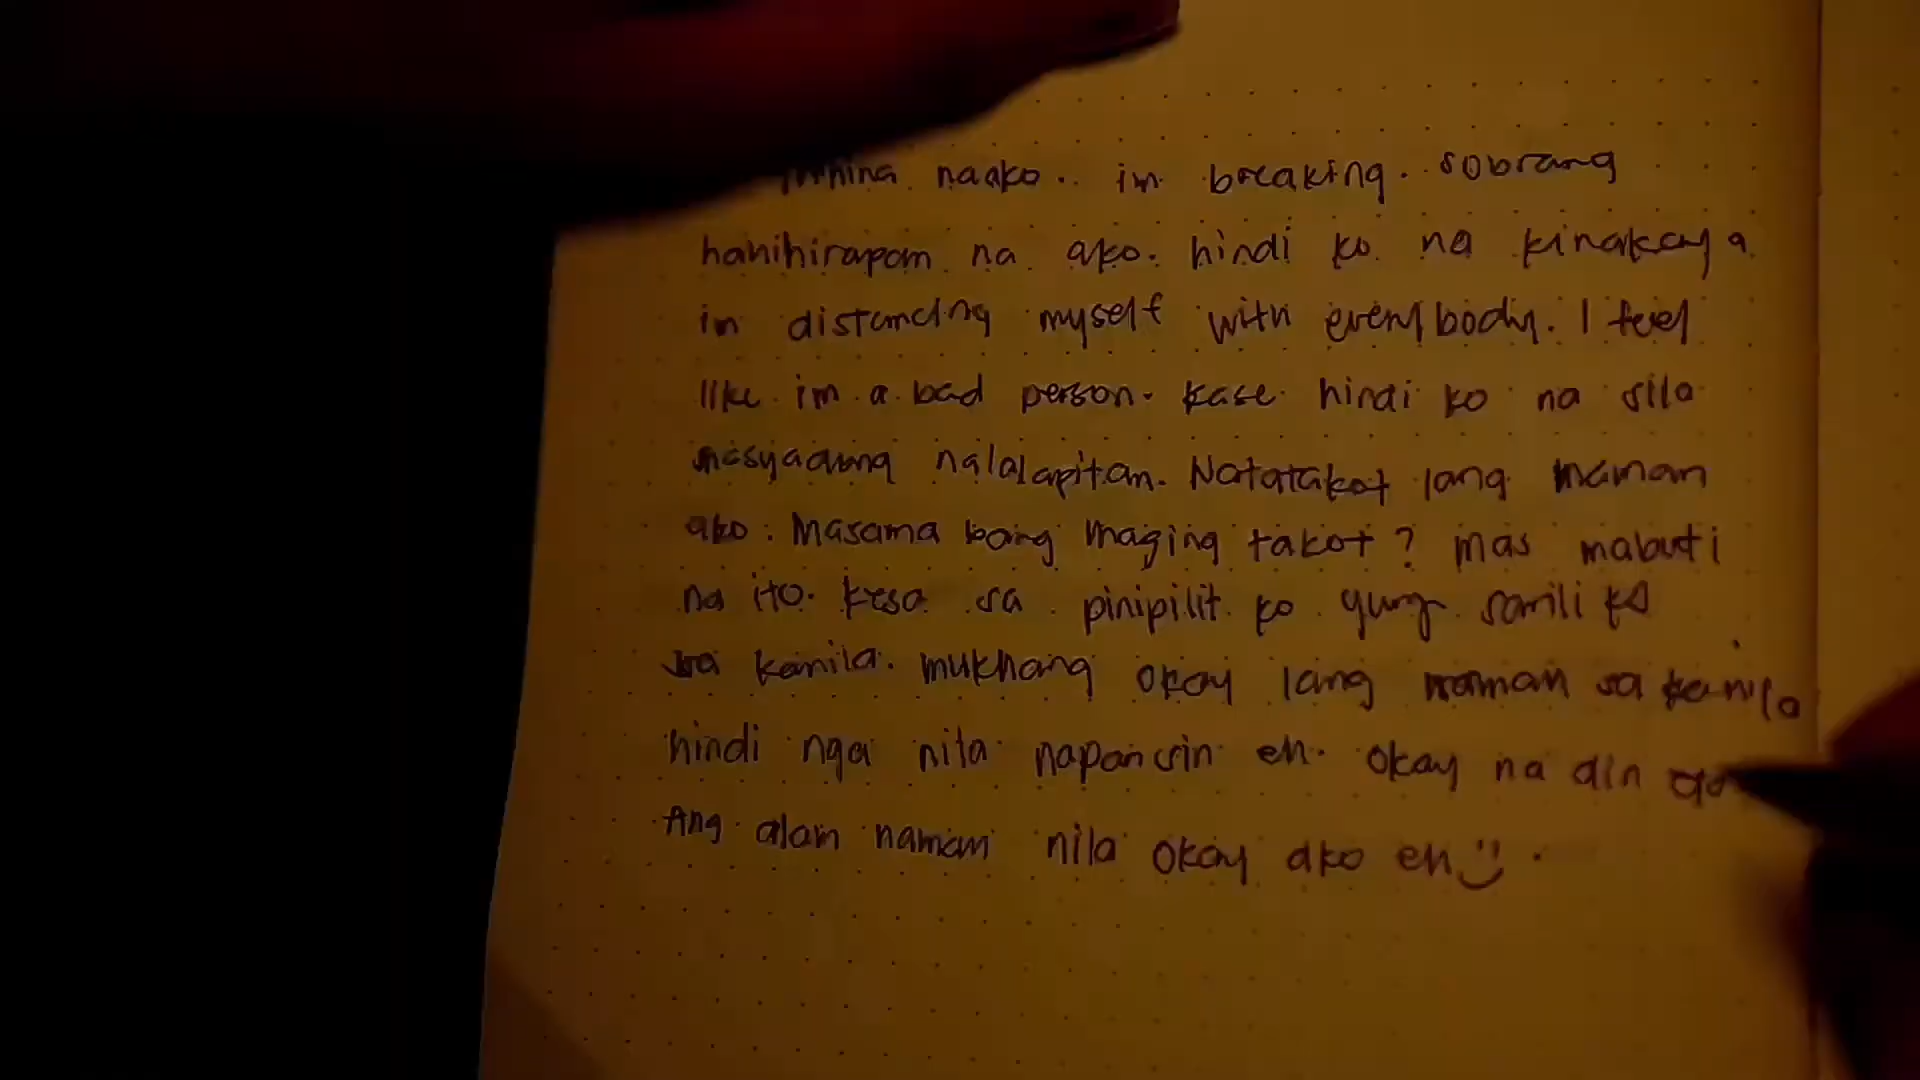 naako. im breaking. sobrang
hahihirapan na ako. hindi ko na kinakaya
im distancing myself with everybody. I feel
like im a bad person. kase hindi ko na sila
masyadong nalalapitan. Natatakot lang naman
ako. Masama bang maging takot? mas mabuti
na ito. kesa sa pinipilit ko yung sarili ko
sa kanila. mukhang okay lang naman sa kanila
hindi nga nila napansin eh. okay na din
Ang alam naman nila okay ako eh